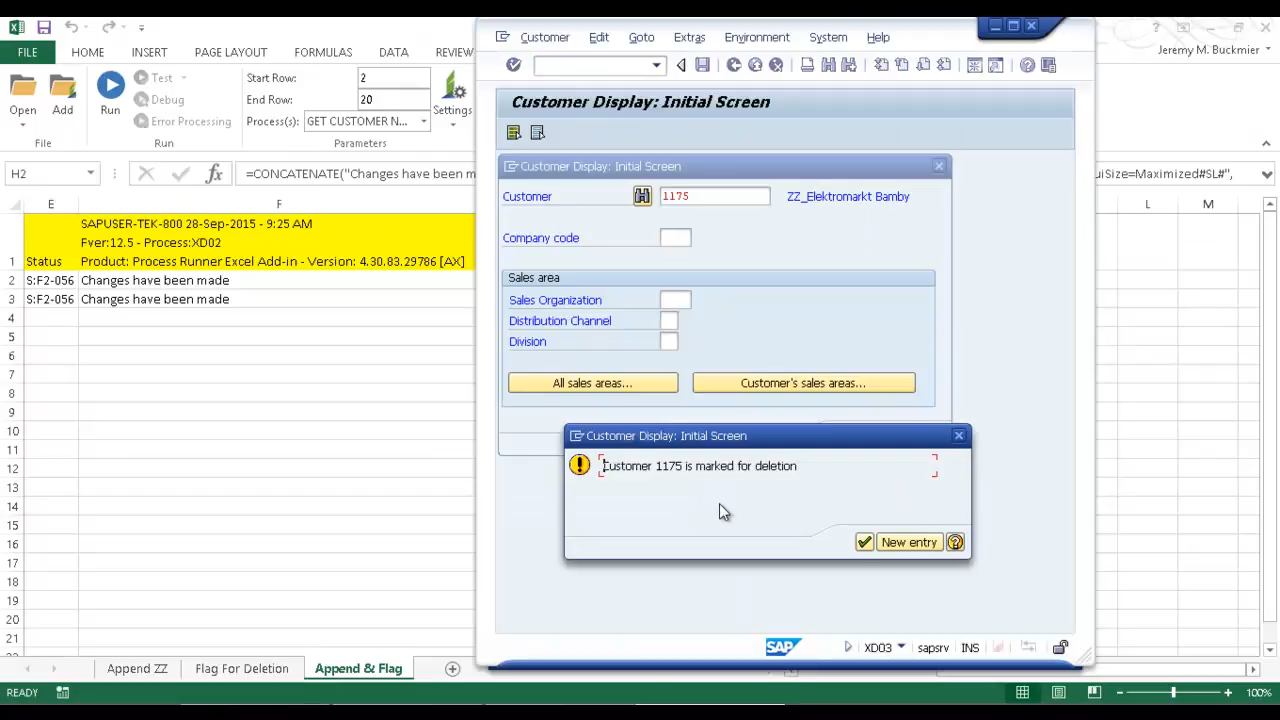 FILE
HOME
INSERT
PAGE LAYOUT
FORMULAS
DATA
REVIEW
Jeremy M. Buckmier
Open
Add
Run
Test
Debug
Error Processing
Start Row:
2
End Row:
20
Process(s):
GET CUSTOMER N...
Settings
File
Run
Parameters
H2
fx
=CONCATENATE("Changes have been m
uiSize=Maximized#SL#",
E
F
L
M
1
Status
SAPUSER-TEK-800 28-Sep-2015 - 9:25 AM
Fver:12.5 - Process:XD02
Product: Process Runner Excel Add-in - Version: 4.30.83.29786 [AX]
2
S:F2-056
Changes have been made
3
S:F2-056
Changes have been made
4
5
6
7
8
9
10
11
12
13
14
15
16
17
18
19
20
21
Append ZZ
Flag For Deletion
Append & Flag
READY
100%
Customer
Edit
Goto
Extras
Environment
System
Help
Customer Display: Initial Screen
Customer Display: Initial Screen
Customer
1175
ZZ_Elektromarkt Bamby
Company code
Sales area
Sales Organization
Distribution Channel
Division
All sales areas...
Customer's sales areas...
Customer Display: Initial Screen
Customer 1175 is marked for deletion
New entry
SAP
XD03
sapsrv
INS